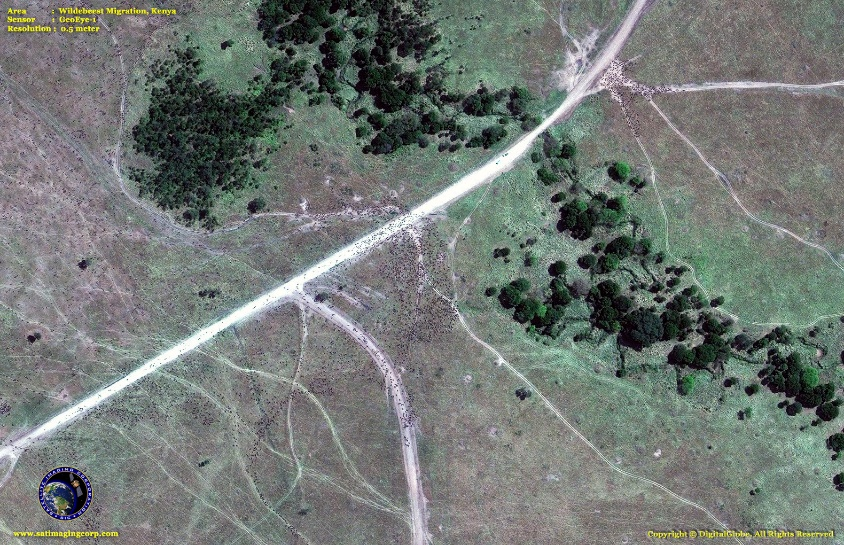 Area : Wildebeest Migration, Kenya
Sensor : GeoEye-1
Resolution : 0.5 meter
www.satimagingcorp.com
Copyright © DigitalGlobe. All Rights Reserved